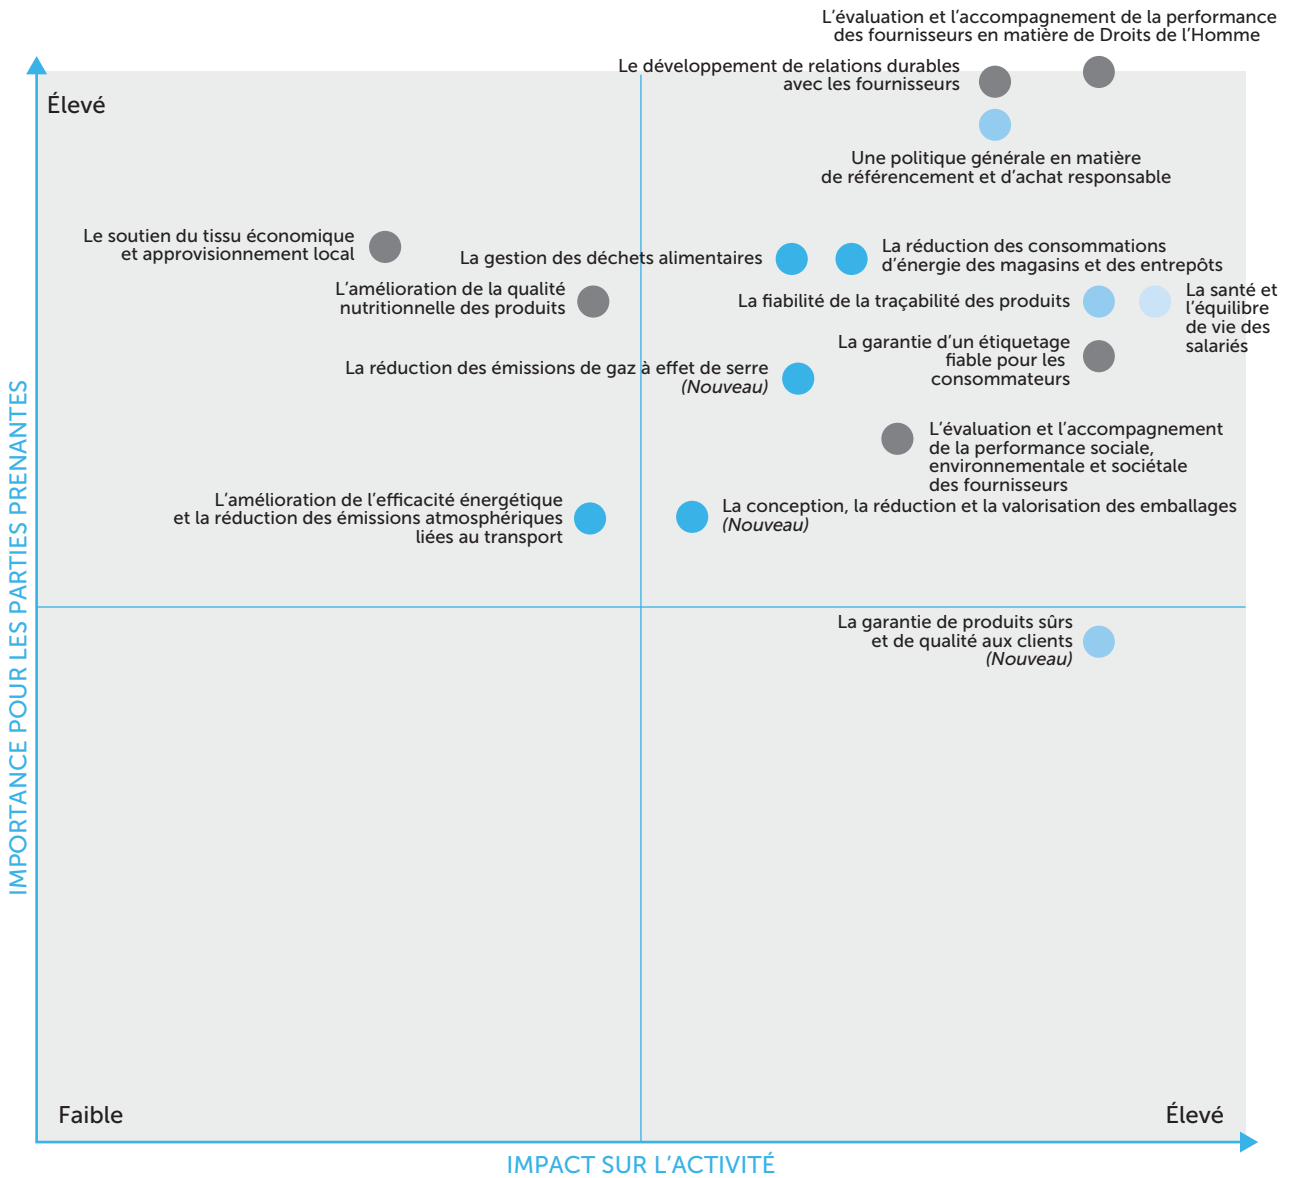 L'évaluation et l'accompagnement de la performance
des fournisseurs en matière de Droits de l'Homme
Le développement de relations durables
avec les fournisseurs
Élevé
Une politique générale en matière
de référencement et d'achat responsable
Le soutien du tissu économique
et approvisionnement local
La gestion des déchets alimentaires
La réduction des consommations
d'énergie des magasins et des entrepôts
L'amélioration de la qualité
nutritionnelle des produits
La fiabilité de la traçabilité des produits
La santé et
l'équilibre
de vie des
salariés
La garantie d'un étiquetage
fiable pour les
consommateurs
La réduction des émissions de gaz à effet de serre
(Nouveau)
L'évaluation et l'accompagnement
de la performance sociale,
environnementale et sociétale
des fournisseurs
L'amélioration de l'efficacité énergétique
et la réduction des émissions atmosphériques
liées au transport
La conception, la réduction et la valorisation des emballages
(Nouveau)
La garantie de produits sûrs
et de qualité aux clients
(Nouveau)
IMPORTANCE POUR LES PARTIES PRENANTES
Faible
Élevé
IMPACT SUR L'ACTIVITÉ